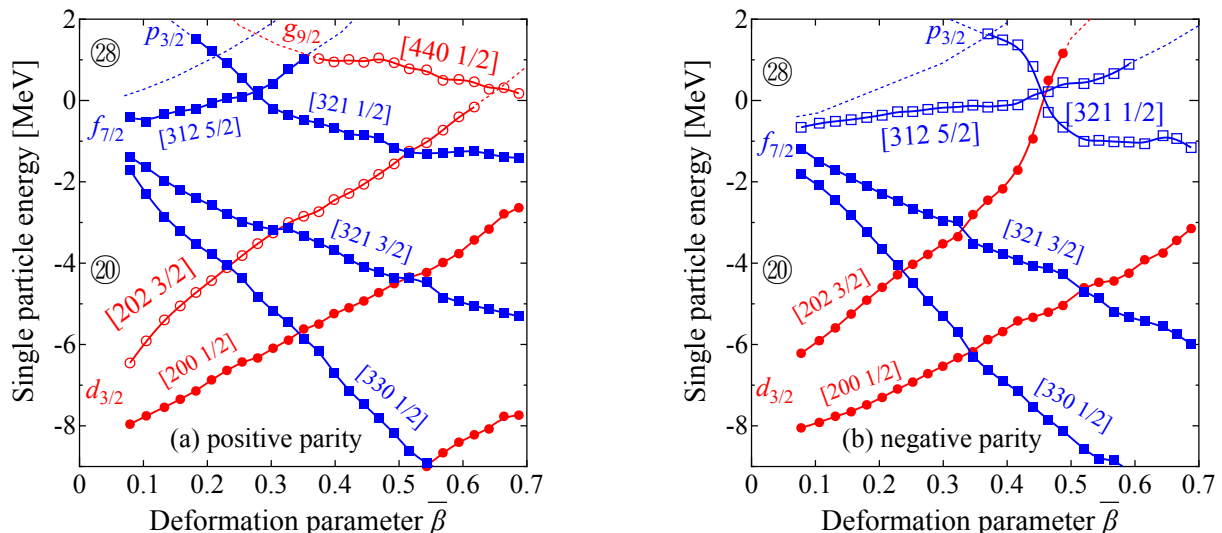 Single particle energy [MeV]
2
0
-2
-4
-6
-8
28
20
p3/2
g9/2
[440 1/2]
f7/2
[312 5/2]
[321 1/2]
[202 3/2]
[321 3/2]
d3/2
[200 1/2]
[330 1/2]
(a) positive parity
0 0.1 0.2 0.3 0.4 0.5 0.6 0.7
Deformation parameter β̅
Single particle energy [MeV]
2
0
-2
-4
-6
-8
28
20
p3/2
f7/2
[312 5/2]
[321 1/2]
[321 3/2]
[202 3/2]
d3/2
[200 1/2]
[330 1/2]
(b) negative parity
0 0.1 0.2 0.3 0.4 0.5 0.6 0.7
Deformation parameter β̅